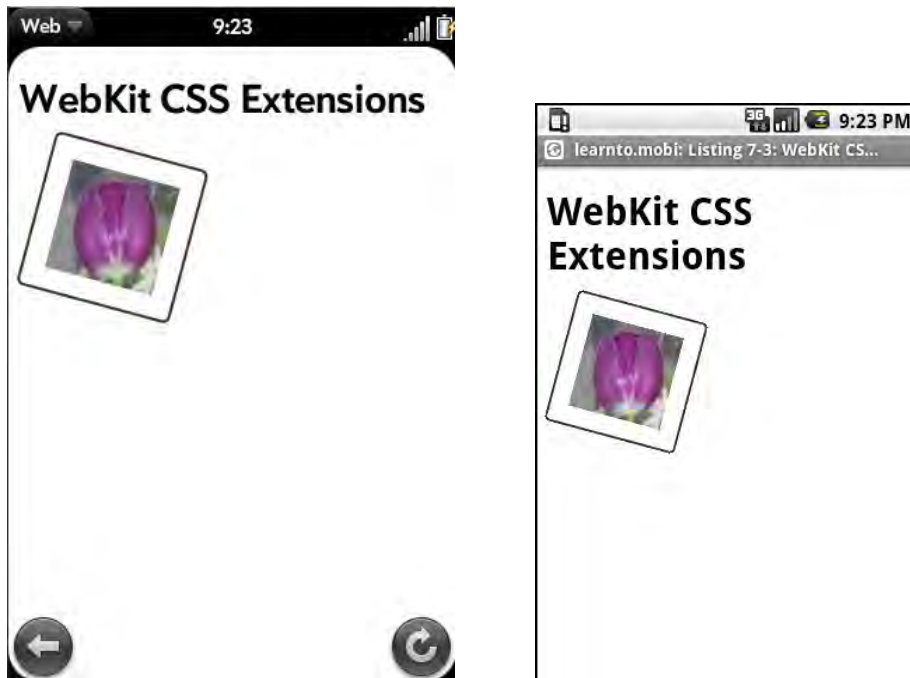 Web
9:23
WebKit CSS Extensions
3G
9:23 PM
learnto.mobi: Listing 7-3: WebKit CS...
WebKit CSS
Extensions